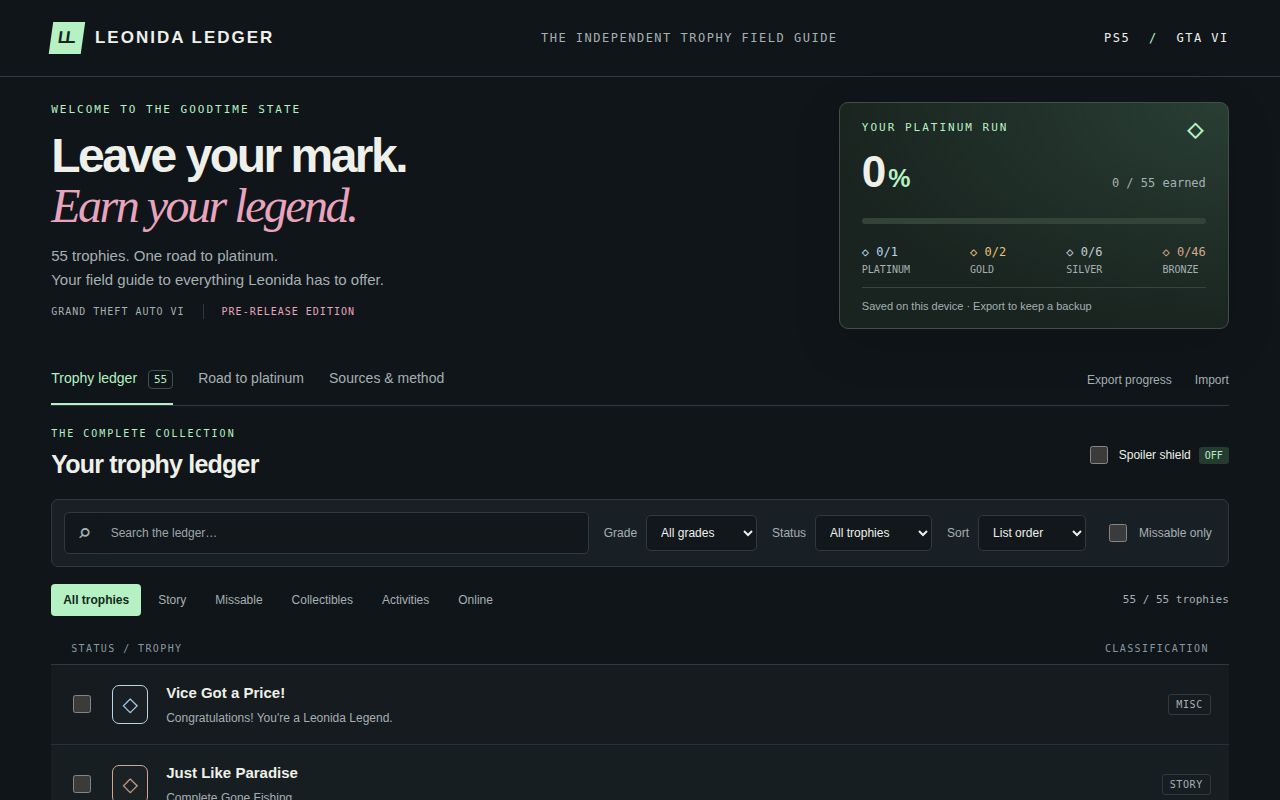 LL LEONIDA LEDGER
THE INDEPENDENT TROPHY FIELD GUIDE
PS5 / GTA VI
WELCOME TO THE GOODTIME STATE
Leave your mark.
Earn your legend.
55 trophies. One road to platinum.
Your field guide to everything Leonida has to offer.
GRAND THEFT AUTO VI
PRE-RELEASE EDITION
YOUR PLATINUM RUN
0%
0 / 55 earned
◇ 0/1
PLATINUM
◇ 0/2
GOLD
◇ 0/6
SILVER
◇ 0/46
BRONZE
Saved on this device · Export to keep a backup
Trophy ledger 55
Road to platinum
Sources & method
Export progress
Import
THE COMPLETE COLLECTION
Your trophy ledger
Spoiler shield OFF
Search the ledger…
Grade All grades
Status All trophies
Sort List order
Missable only
All trophies
Story
Missable
Collectibles
Activities
Online
55 / 55 trophies
STATUS / TROPHY
CLASSIFICATION
Vice Got a Price!
Congratulations! You're a Leonida Legend.
MISC
Just Like Paradise
Complete Gone Fishing
STORY